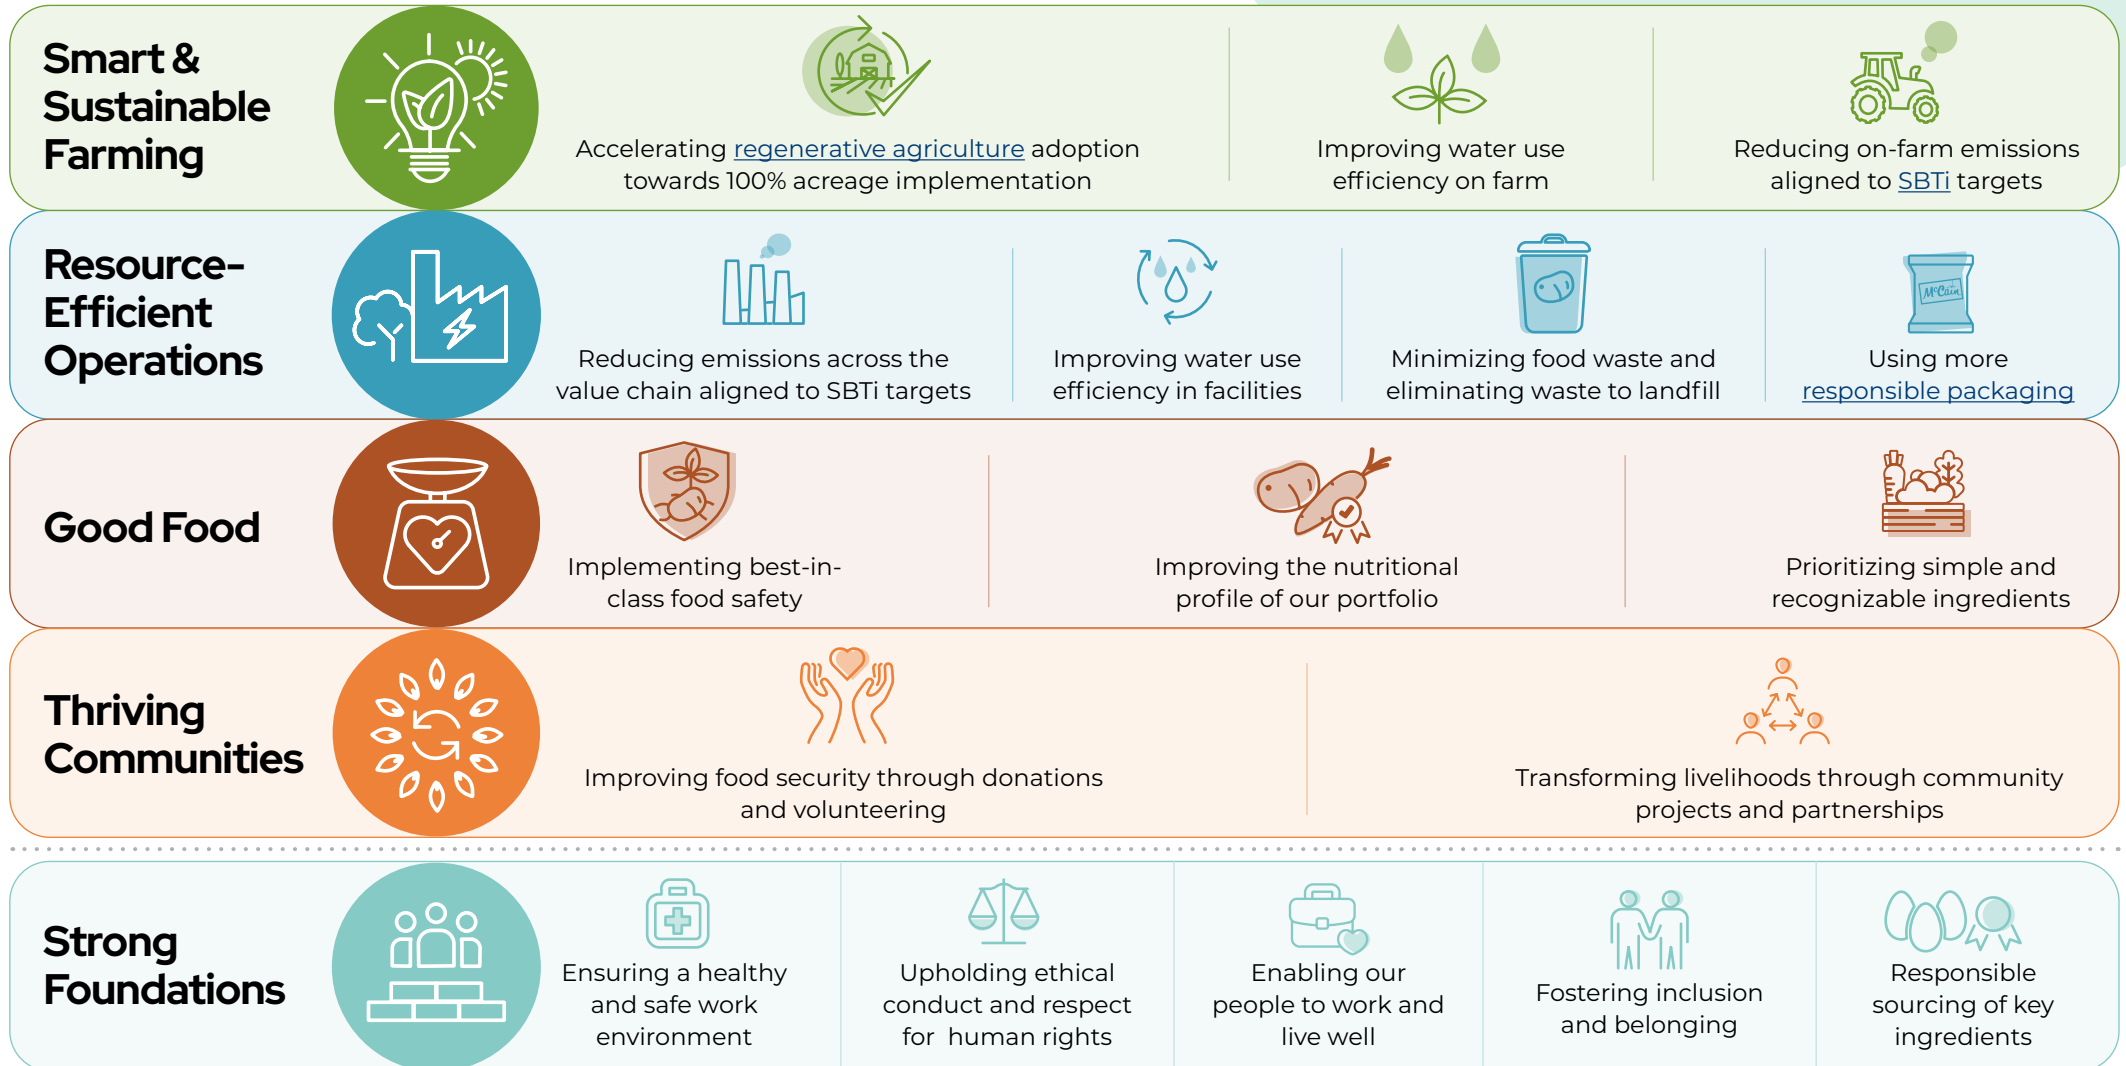 Smart &
Sustainable
Farming
Accelerating regenerative agriculture adoption
towards 100% acreage implementation
Improving water use
efficiency on farm
Reducing on-farm emissions
aligned to SBTi targets
Resource-
Efficient
Operations
Reducing emissions across the
value chain aligned to SBTi targets
Improving water use
efficiency in facilities
Minimizing food waste and
eliminating waste to landfill
McCain
Using more
responsible packaging
Good Food
Implementing best-in-
class food safety
Improving the nutritional
profile of our portfolio
Prioritizing simple and
recognizable ingredients
Thriving
Communities
Improving food security through donations
and volunteering
Transforming livelihoods through community
projects and partnerships
Strong
Foundations
Ensuring a healthy
and safe work
environment
Upholding ethical
conduct and respect
for human rights
Enabling our
people to work and
live well
Fostering inclusion
and belonging
Responsible
sourcing of key
ingredients